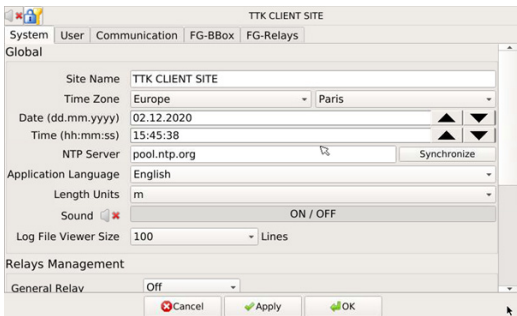 TTK CLIENT SITE
System User Communication FG-BBox FG-Relays
Global
Site Name TTK CLIENT SITE
Time Zone Europe Paris
Date (dd.mm.yyyy) 02.12.2020
Time (hh:mm:ss) 15:45:38
NTP Server pool.ntp.org Synchronize
Application Language English
Length Units m
Sound ON / OFF
Log File Viewer Size 100 Lines
Relays Management
General Relay Off
Cancel Apply OK